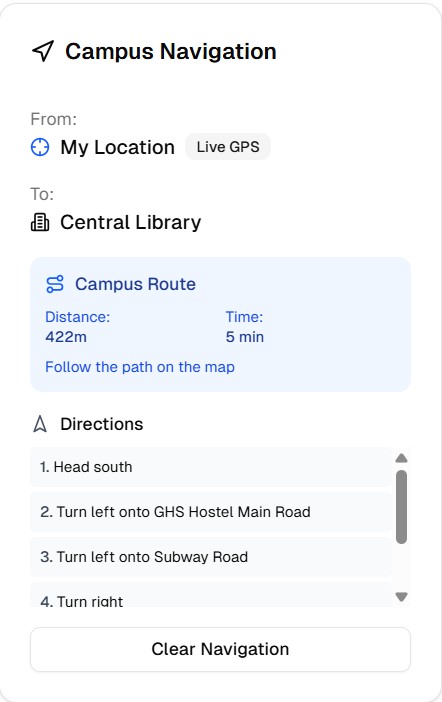 Campus Navigation
From:
My Location Live GPS
To:
Central Library
Campus Route
Distance: Time:
422m 5 min
Follow the path on the map
Directions
1. Head south
2. Turn left onto GHS Hostel Main Road
3. Turn left onto Subway Road
4. Turn right
Clear Navigation